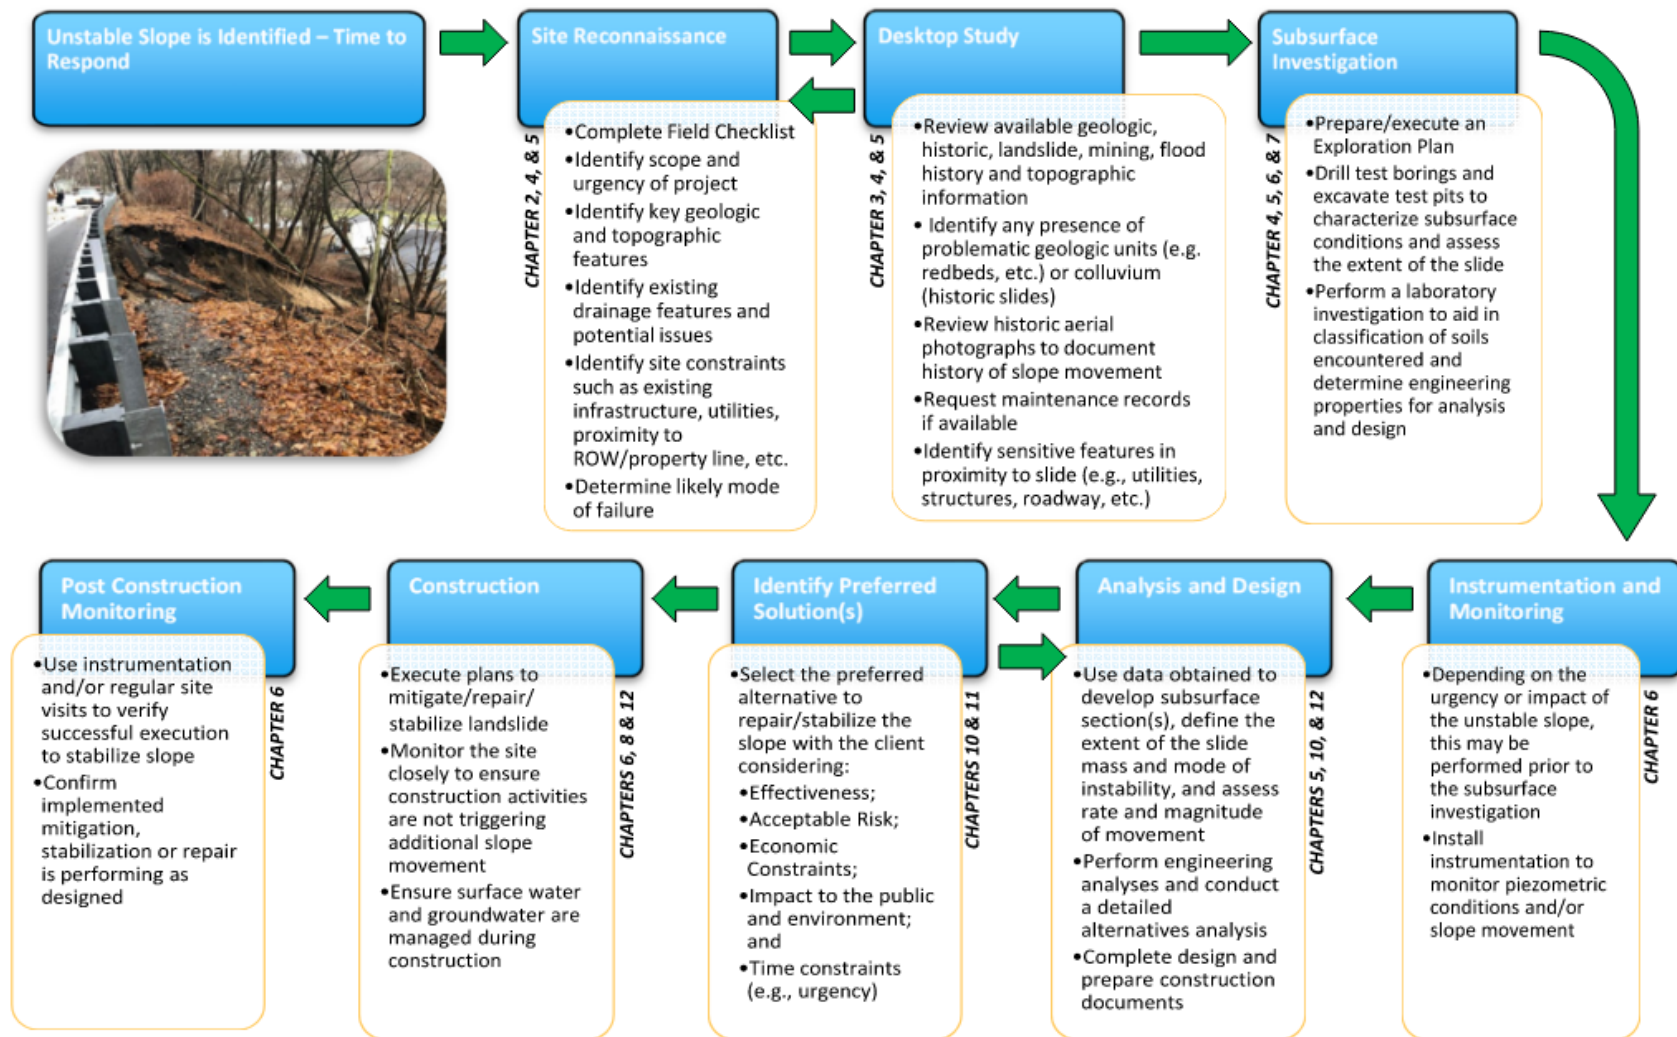 Unstable Slope is Identified – Time to
Respond
Site Reconnaissance
CHAPTER 2, 4, & 5
•Complete Field Checklist
•Identify scope and
urgency of project
•Identify key geologic
and topographic
features
•Identify existing
drainage features and
potential issues
•Identify site constraints
such as existing
infrastructure, utilities,
proximity to
ROW/property line, etc.
•Determine likely mode
of failure
Desktop Study
CHAPTER 3, 4, & 5
•Review available geologic,
historic, landslide, mining, flood
history and topographic
information
• Identify any presence of
problematic geologic units (e.g.
redbeds, etc.) or colluvium
(historic slides)
•Review historic aerial
photographs to document
history of slope movement
•Request maintenance records
if available
•Identify sensitive features in
proximity to slide (e.g., utilities,
structures, roadway, etc.)
Subsurface
Investigation
CHAPTER 4, 5, 6, & 7
•Prepare/execute an
Exploration Plan
•Drill test borings and
excavate test pits to
characterize subsurface
conditions and assess
the extent of the slide
•Perform a laboratory
investigation to aid in
classification of soils
encountered and
determine engineering
properties for analysis
and design
Post Construction
Monitoring
•Use instrumentation
and/or regular site
visits to verify
successful execution
to stabilize slope
•Confirm
implemented
mitigation,
stabilization or repair
is performing as
designed
CHAPTER 6
Construction
•Execute plans to
mitigate/repair/
stabilize landslide
•Monitor the site
closely to ensure
construction activities
are not triggering
additional slope
movement
•Ensure surface water
and groundwater are
managed during
construction
CHAPTERS 6, 8 & 12
Identify Preferred
Solution(s)
•Select the preferred
alternative to
repair/stabilize the
slope with the client
considering:
•Effectiveness;
•Acceptable Risk;
•Economic
Constraints;
•Impact to the public
and environment;
and
•Time constraints
(e.g., urgency)
CHAPTERS 10 & 11
Analysis and Design
•Use data obtained to
develop subsurface
section(s), define the
extent of the slide
mass and mode of
instability, and assess
rate and magnitude
of movement
•Perform engineering
analyses and conduct
a detailed
alternatives analysis
•Complete design and
prepare construction
documents
CHAPTERS 5, 10, & 12
Instrumentation and
Monitoring
•Depending on the
urgency or impact of
the unstable slope,
this may be
performed prior to
the subsurface
investigation
•Install
instrumentation to
monitor piezometric
conditions and/or
slope movement
CHAPTER 6